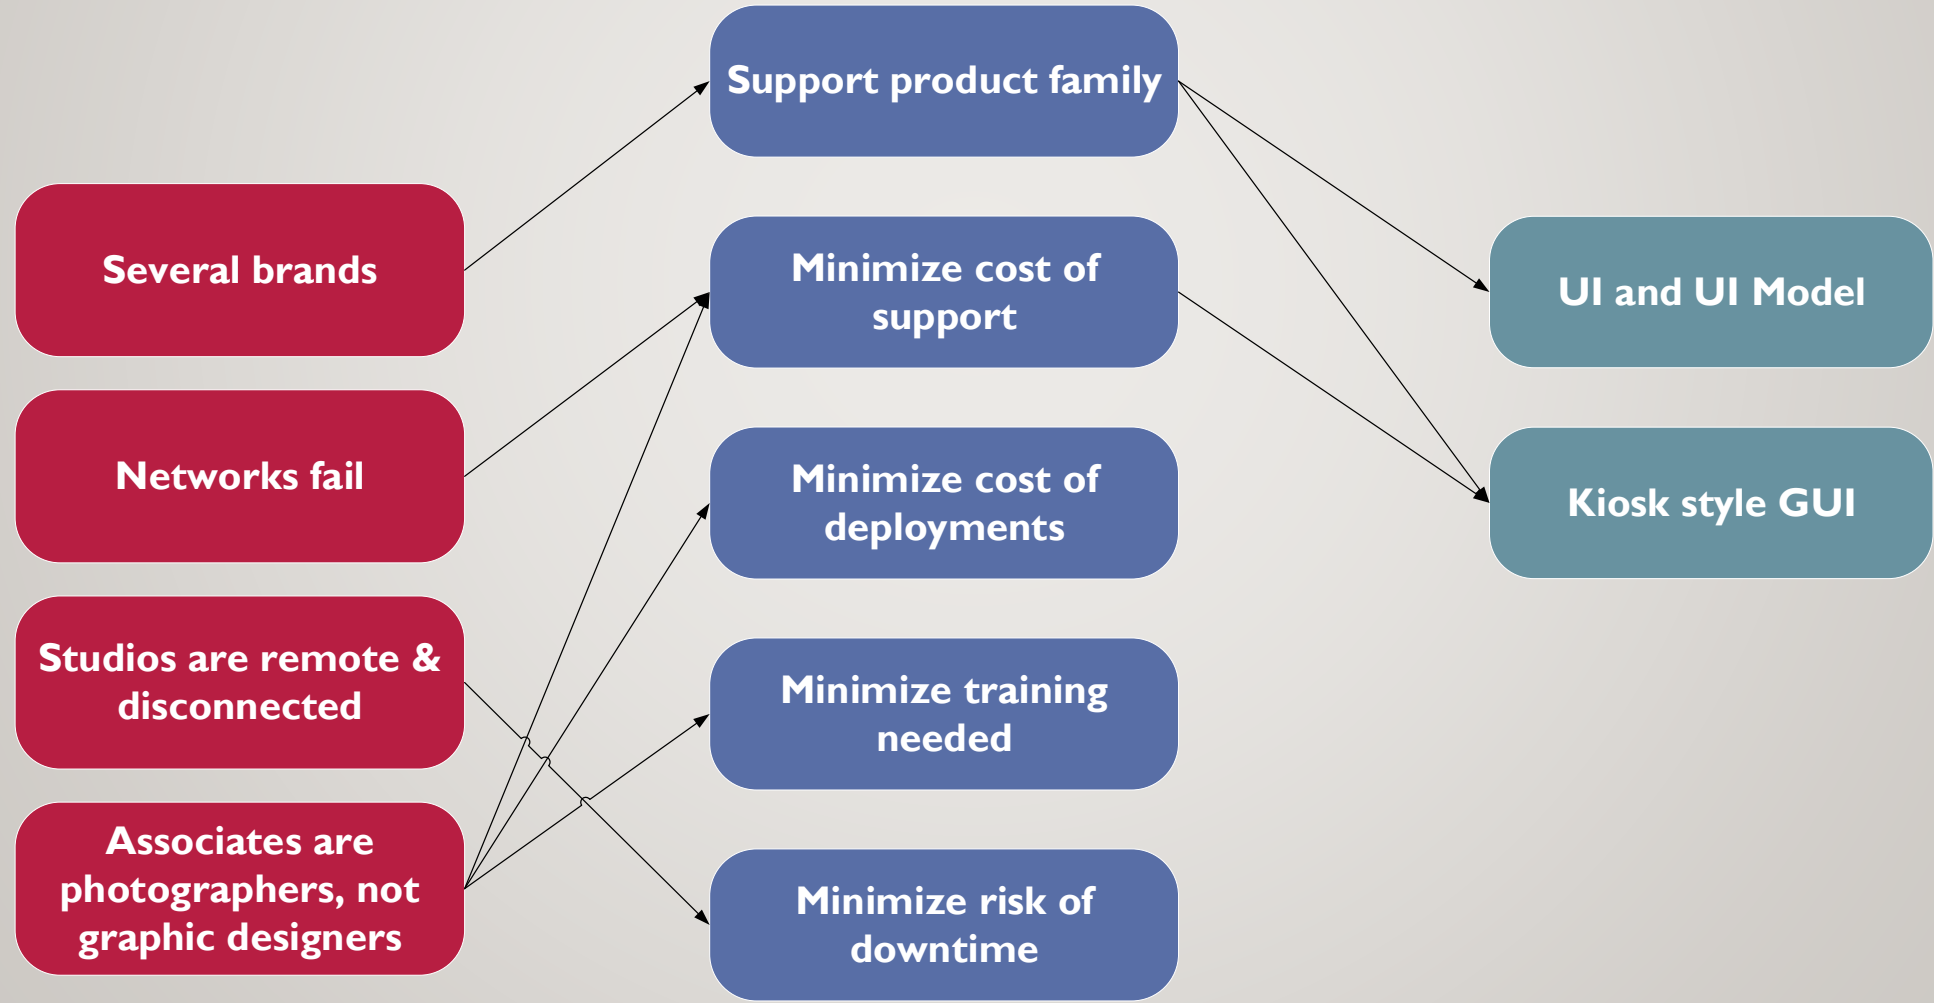 Several brands
Networks fail
Studios are remote &
disconnected
Associates are
photographers, not
graphic designers
Support product family
Minimize cost of
support
Minimize cost of
deployments
Minimize training
needed
Minimize risk of
downtime
UI and UI Model
Kiosk style GUI